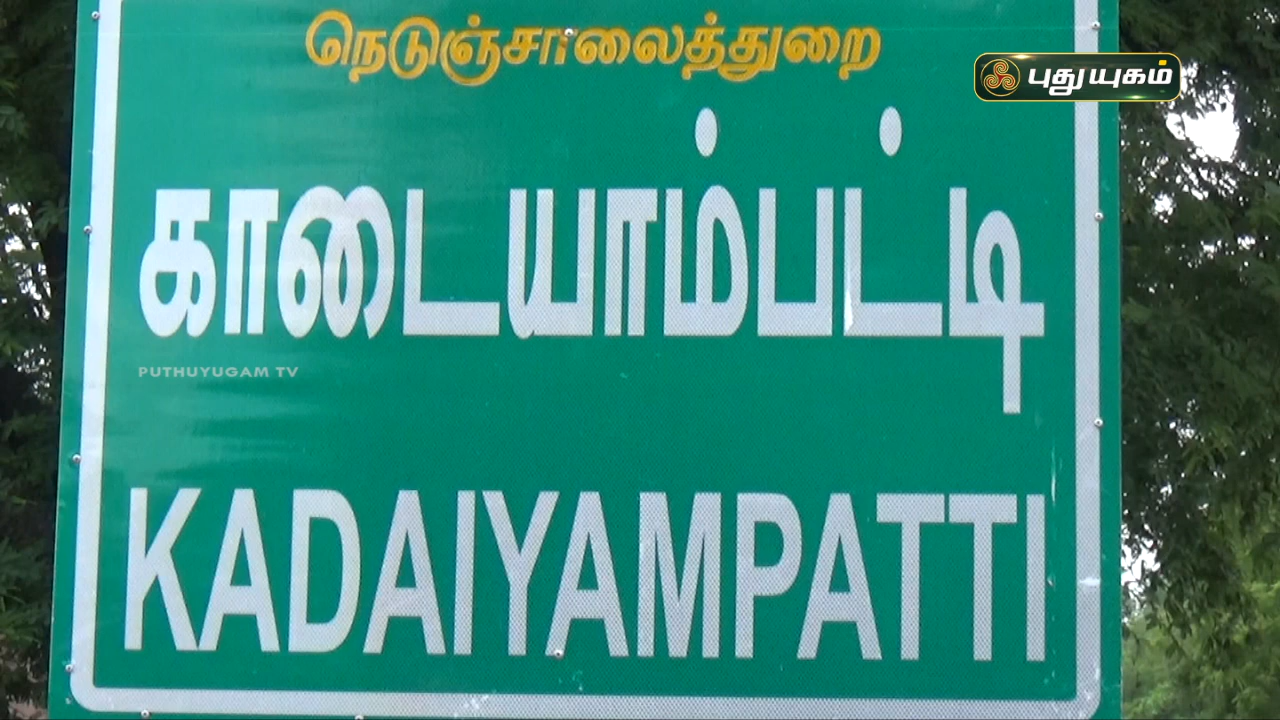 நெடுஞ்சாலைத்துறை
புதுயுகம்
காடையாம்பட்டி
PUTHUYUGAM TV
KADAIYAMPATTI